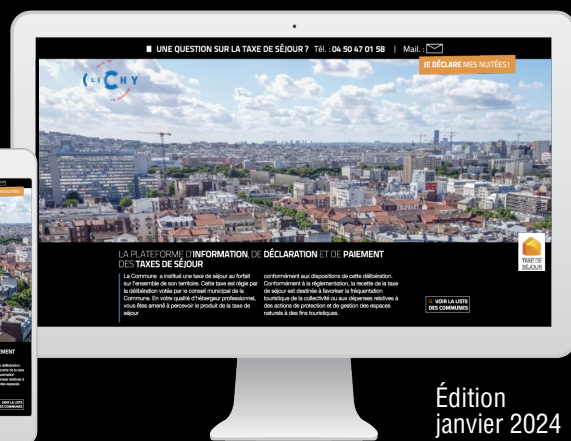 UNE QUESTION SUR LA TAXE DE SÉJOUR ? Tél. : 04 50 47 01 58 | Mail. :
JE DÉCLARE MES NUITÉES !
CLICHY
LA PLATEFORME D'INFORMATION, DE DÉCLARATION ET DE PAIEMENT
DES TAXES DE SÉJOUR
La Commune a institué une taxe de séjour au forfait
sur l'ensemble de son territoire. Cette taxe est régie par
la délibération votée par le conseil municipal de la
Commune. En votre qualité d'hébergeur professionnel,
vous êtes amené à percevoir le produit de la taxe de
séjour
conformément aux dispositions de cette délibération.
Conformément à la réglementation, la recette de la taxe
de séjour est destinée à favoriser la fréquentation
touristique de la collectivité ou aux dépenses relatives à
des actions de protection et de gestion des espaces
naturels à des fins touristiques.
TAXE DE
SÉJOUR
VOIR LA LISTE
DES COMMUNES
EMENT
VOIR LA LISTE
DES COMMUNES
Édition
janvier 2024